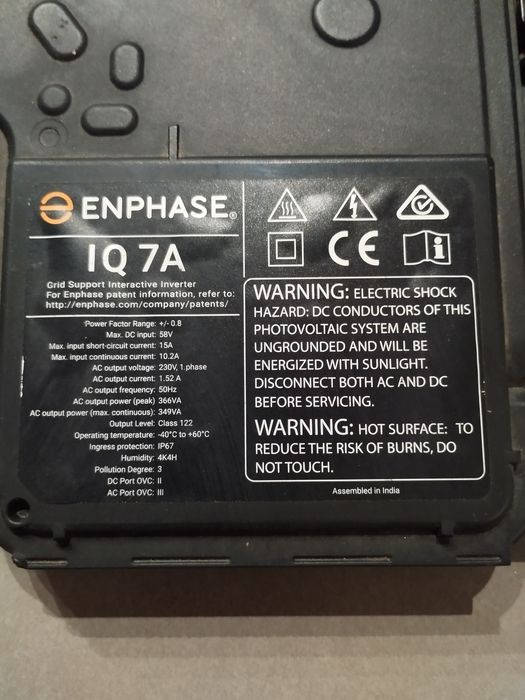 ENPHASE®
IQ 7A
Grid Support Interactive Inverter
For Enphase patent information, refer to:
http://enphase.com/company/patents/
Power Factor Range: +/- 0.8
Max. DC input: 58V
Max. input short-circuit current: 15A
Max. input continuous current: 10.2A
AC output voltage: 230V, 1.phase
AC output current: 1.52 A
AC output frequency: 50Hz
AC output power (peak) 366VA
AC output power (max. continuous): 349VA
Output Level: Class 122
Operating temperature: -40°C to +60°C
Ingress protection: IP67
Humidity: 4K4H
Pollution Degree: 3
DC Port OVC: II
AC Port OVC: III
CE
i
WARNING: ELECTRIC SHOCK
HAZARD: DC CONDUCTORS OF THIS
PHOTOVOLTAIC SYSTEM ARE
UNGROUNDED AND WILL BE
ENERGIZED WITH SUNLIGHT.
DISCONNECT BOTH AC AND DC
BEFORE SERVICING.
WARNING: HOT SURFACE: TO
REDUCE THE RISK OF BURNS, DO
NOT TOUCH.
Assembled in India